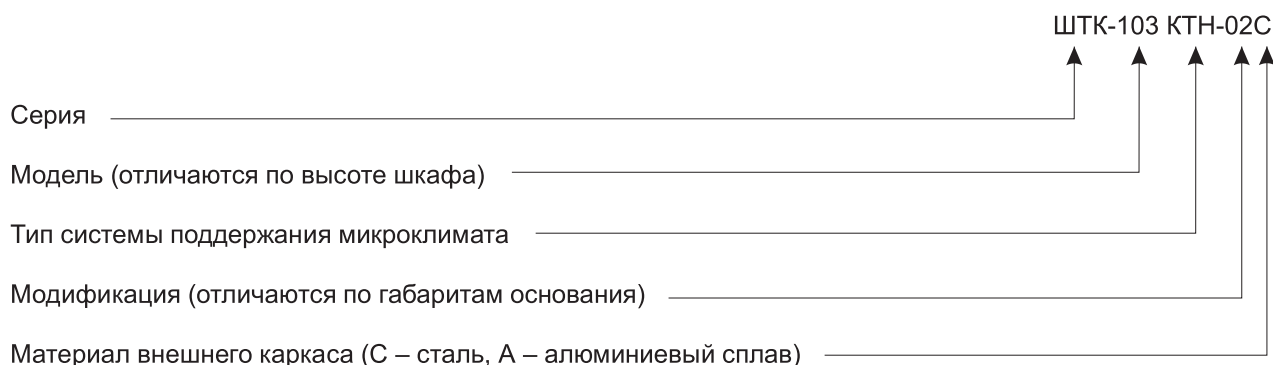 ШТК-103 КТН-02С
Серия
Модель (отличаются по высоте шкафа)
Тип системы поддержания микроклимата
Модификация (отличаются по габаритам основания)
Материал внешнего каркаса (С – сталь, А – алюминиевый сплав)